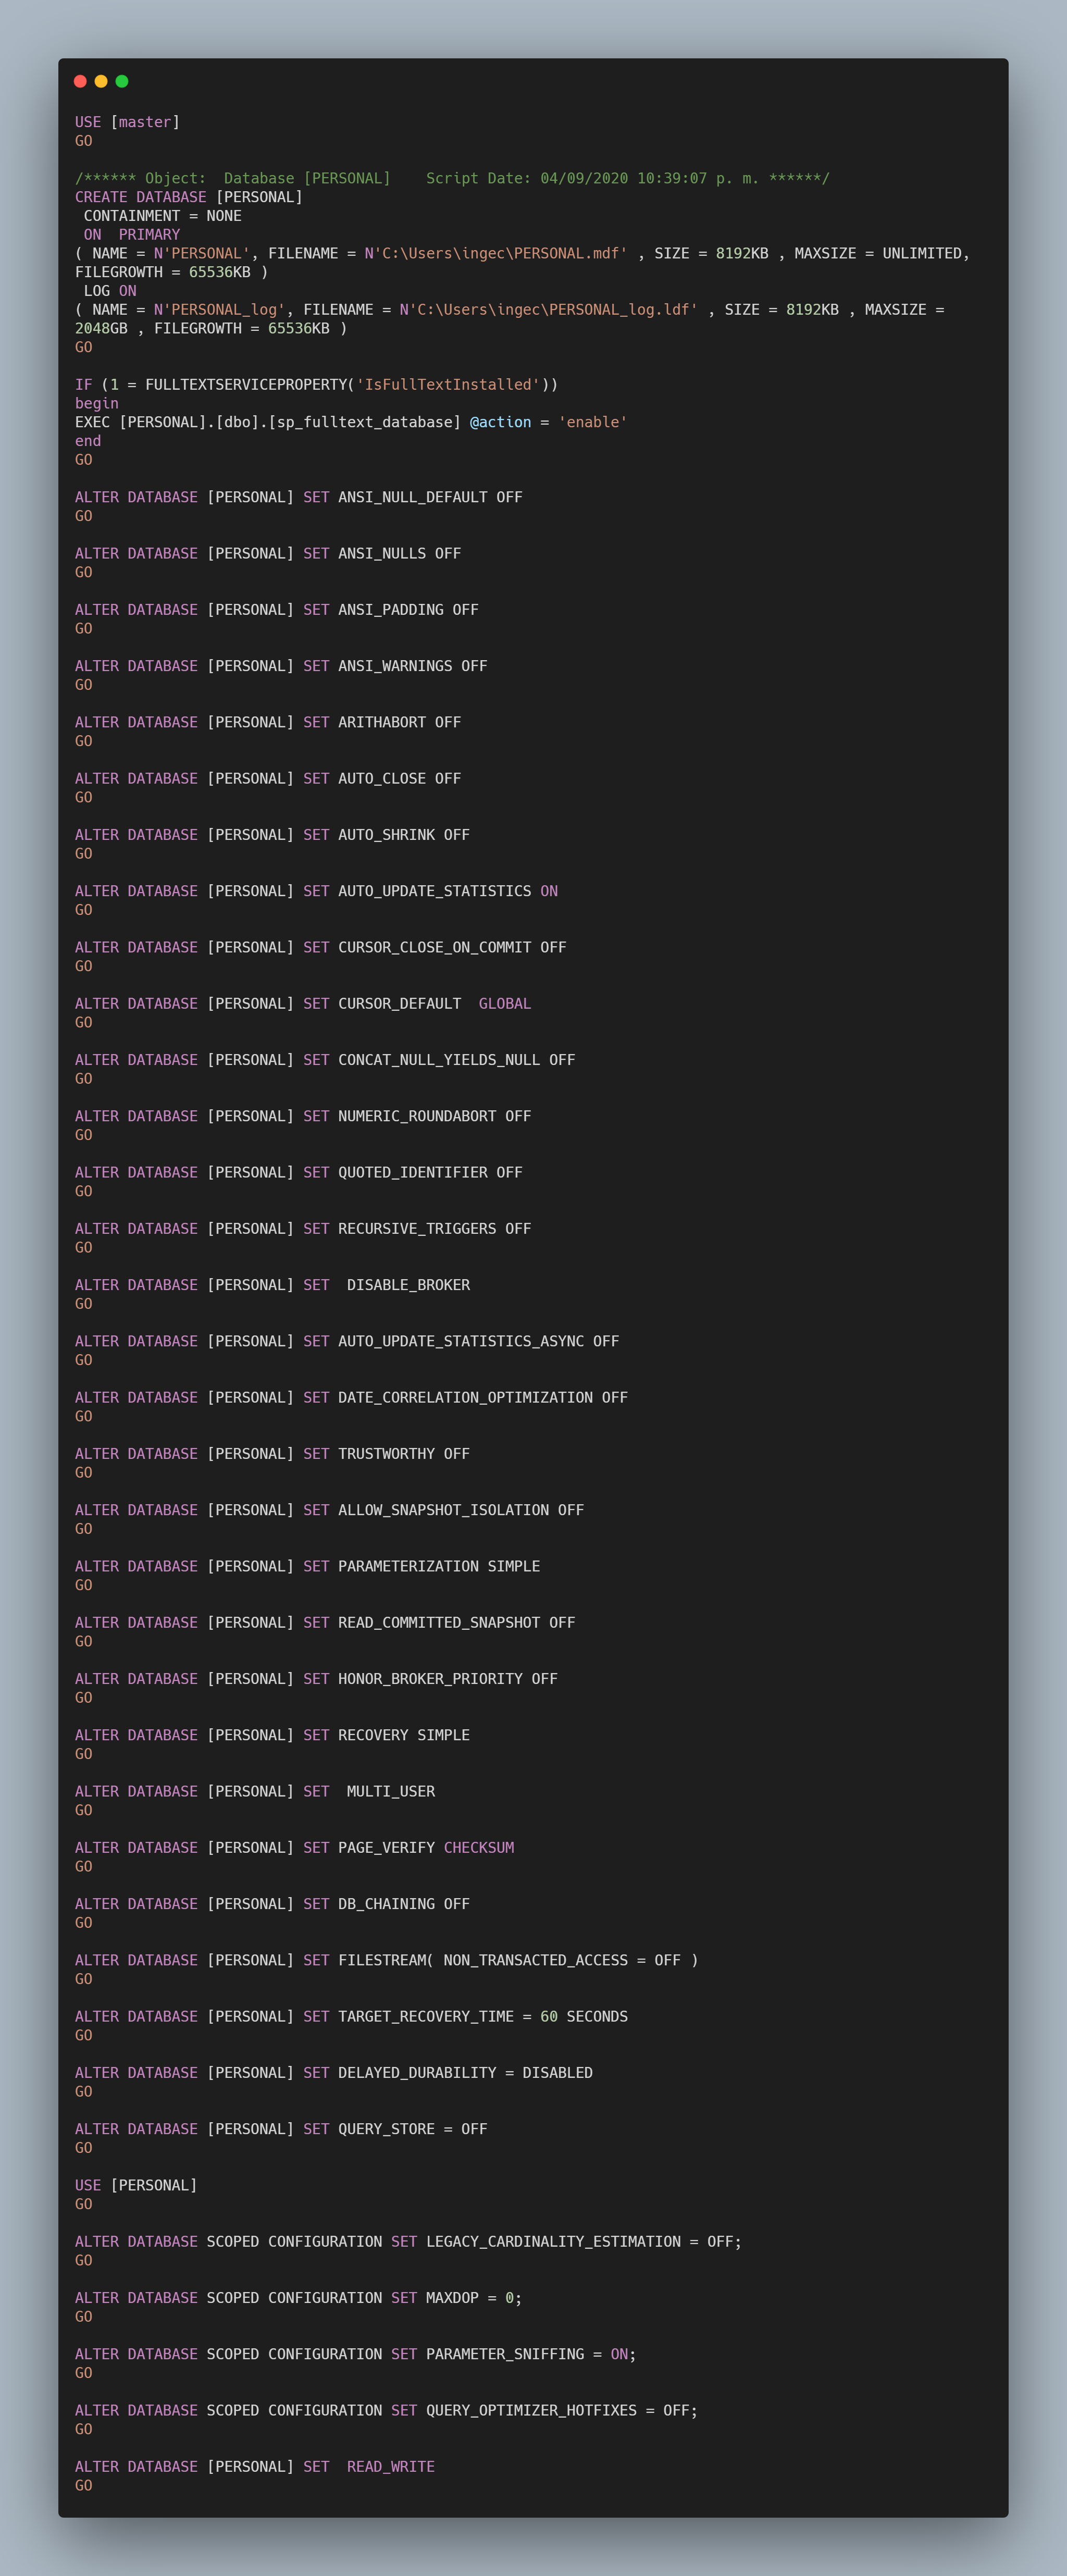 USE [master]
GO
/****** Object:  Database [PERSONAL]    Script Date: 04/09/2020 10:39:07 p. m. ******/
CREATE DATABASE [PERSONAL]
 CONTAINMENT = NONE
 ON  PRIMARY
( NAME = N'PERSONAL', FILENAME = N'C:\Users\ingec\PERSONAL.mdf' , SIZE = 8192KB , MAXSIZE = UNLIMITED,
FILEGROWTH = 65536KB )
 LOG ON
( NAME = N'PERSONAL_log', FILENAME = N'C:\Users\ingec\PERSONAL_log.ldf' , SIZE = 8192KB , MAXSIZE =
2048GB , FILEGROWTH = 65536KB )
GO
IF (1 = FULLTEXTSERVICEPROPERTY('IsFullTextInstalled'))
begin
EXEC [PERSONAL].[dbo].[sp_fulltext_database] @action = 'enable'
end
GO
ALTER DATABASE [PERSONAL] SET ANSI_NULL_DEFAULT OFF
GO
ALTER DATABASE [PERSONAL] SET ANSI_NULLS OFF
GO
ALTER DATABASE [PERSONAL] SET ANSI_PADDING OFF
GO
ALTER DATABASE [PERSONAL] SET ANSI_WARNINGS OFF
GO
ALTER DATABASE [PERSONAL] SET ARITHABORT OFF
GO
ALTER DATABASE [PERSONAL] SET AUTO_CLOSE OFF
GO
ALTER DATABASE [PERSONAL] SET AUTO_SHRINK OFF
GO
ALTER DATABASE [PERSONAL] SET AUTO_UPDATE_STATISTICS ON
GO
ALTER DATABASE [PERSONAL] SET CURSOR_CLOSE_ON_COMMIT OFF
GO
ALTER DATABASE [PERSONAL] SET CURSOR_DEFAULT  GLOBAL
GO
ALTER DATABASE [PERSONAL] SET CONCAT_NULL_YIELDS_NULL OFF
GO
ALTER DATABASE [PERSONAL] SET NUMERIC_ROUNDABORT OFF
GO
ALTER DATABASE [PERSONAL] SET QUOTED_IDENTIFIER OFF
GO
ALTER DATABASE [PERSONAL] SET RECURSIVE_TRIGGERS OFF
GO
ALTER DATABASE [PERSONAL] SET  DISABLE_BROKER
GO
ALTER DATABASE [PERSONAL] SET AUTO_UPDATE_STATISTICS_ASYNC OFF
GO
ALTER DATABASE [PERSONAL] SET DATE_CORRELATION_OPTIMIZATION OFF
GO
ALTER DATABASE [PERSONAL] SET TRUSTWORTHY OFF
GO
ALTER DATABASE [PERSONAL] SET ALLOW_SNAPSHOT_ISOLATION OFF
GO
ALTER DATABASE [PERSONAL] SET PARAMETERIZATION SIMPLE
GO
ALTER DATABASE [PERSONAL] SET READ_COMMITTED_SNAPSHOT OFF
GO
ALTER DATABASE [PERSONAL] SET HONOR_BROKER_PRIORITY OFF
GO
ALTER DATABASE [PERSONAL] SET RECOVERY SIMPLE
GO
ALTER DATABASE [PERSONAL] SET  MULTI_USER
GO
ALTER DATABASE [PERSONAL] SET PAGE_VERIFY CHECKSUM
GO
ALTER DATABASE [PERSONAL] SET DB_CHAINING OFF
GO
ALTER DATABASE [PERSONAL] SET FILESTREAM( NON_TRANSACTED_ACCESS = OFF )
GO
ALTER DATABASE [PERSONAL] SET TARGET_RECOVERY_TIME = 60 SECONDS
GO
ALTER DATABASE [PERSONAL] SET DELAYED_DURABILITY = DISABLED
GO
ALTER DATABASE [PERSONAL] SET QUERY_STORE = OFF
GO
USE [PERSONAL]
GO
ALTER DATABASE SCOPED CONFIGURATION SET LEGACY_CARDINALITY_ESTIMATION = OFF;
GO
ALTER DATABASE SCOPED CONFIGURATION SET MAXDOP = 0;
GO
ALTER DATABASE SCOPED CONFIGURATION SET PARAMETER_SNIFFING = ON;
GO
ALTER DATABASE SCOPED CONFIGURATION SET QUERY_OPTIMIZER_HOTFIXES = OFF;
GO
ALTER DATABASE [PERSONAL] SET  READ_WRITE
GO